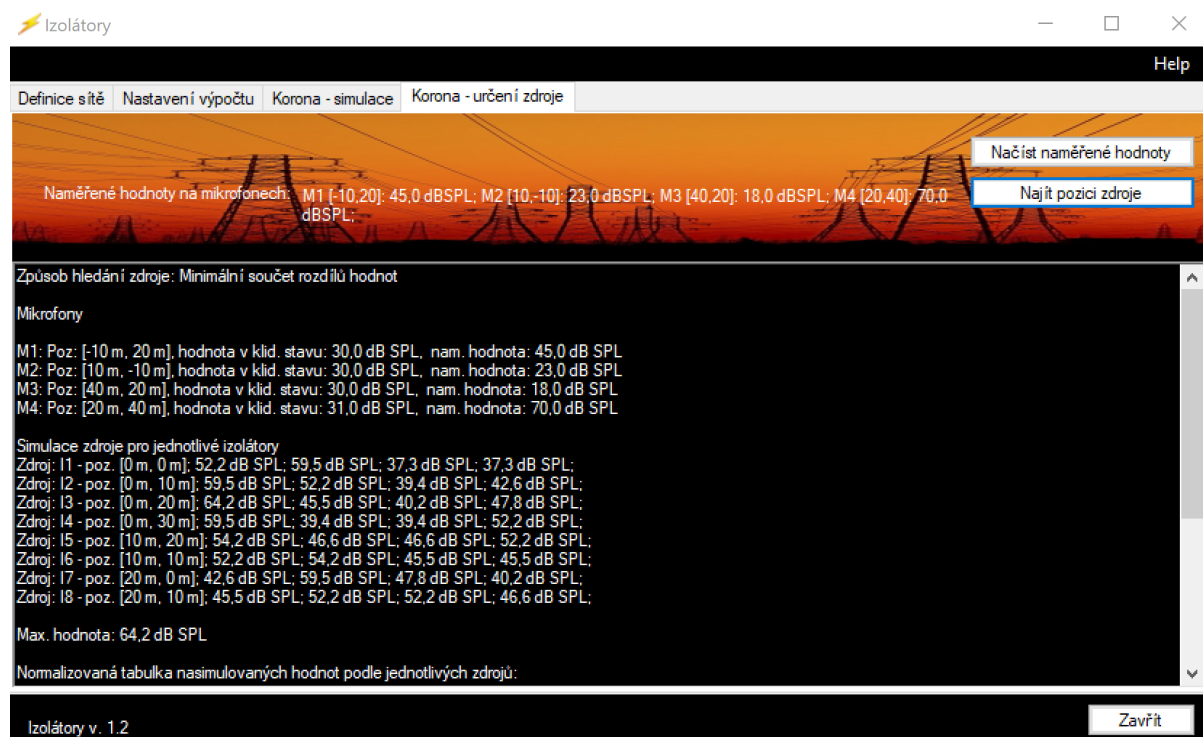 Izolátory
Help
Definice sítě Nastavení výpočtu Korona - simulace Korona - určení zdroje
Načíst naměřené hodnoty
Naměřené hodnoty na mikrofonech: M1 [-10,20]: 45,0 dBSPL; M2 [10,-10]: 23,0 dBSPL; M3 [40,20]: 18,0 dBSPL; M4 [20,40]: 70,0
dBSPL;
Najít pozici zdroje
Způsob hledání zdroje: Minimální součet rozdílů hodnot
Mikrofony
M1: Poz: [-10 m, 20 m], hodnota v klid. stavu: 30,0 dB SPL, nam. hodnota: 45,0 dB SPL
M2: Poz: [10 m, -10 m], hodnota v klid. stavu: 30,0 dB SPL, nam. hodnota: 23,0 dB SPL
M3: Poz: [40 m, 20 m], hodnota v klid. stavu: 30,0 dB SPL, nam. hodnota: 18,0 dB SPL
M4: Poz: [20 m, 40 m], hodnota v klid. stavu: 31,0 dB SPL, nam. hodnota: 70,0 dB SPL
Simulace zdroje pro jednotlivé izolátory
Zdroj: I1 - poz. [0 m, 0 m]; 52,2 dB SPL; 59,5 dB SPL; 37,3 dB SPL; 37,3 dB SPL;
Zdroj: I2 - poz. [0 m, 10 m]; 59,5 dB SPL; 52,2 dB SPL; 39,4 dB SPL; 42,6 dB SPL;
Zdroj: I3 - poz. [0 m, 20 m]; 64,2 dB SPL; 45,5 dB SPL; 40,2 dB SPL; 47,8 dB SPL;
Zdroj: I4 - poz. [0 m, 30 m]; 59,5 dB SPL; 39,4 dB SPL; 39,4 dB SPL; 52,2 dB SPL;
Zdroj: I5 - poz. [10 m, 20 m]; 54,2 dB SPL; 46,6 dB SPL; 46,6 dB SPL; 52,2 dB SPL;
Zdroj: I6 - poz. [10 m, 10 m]; 52,2 dB SPL; 54,2 dB SPL; 45,5 dB SPL; 45,5 dB SPL;
Zdroj: I7 - poz. [20 m, 0 m]; 42,6 dB SPL; 59,5 dB SPL; 47,8 dB SPL; 40,2 dB SPL;
Zdroj: I8 - poz. [20 m, 10 m]; 45,5 dB SPL; 52,2 dB SPL; 52,2 dB SPL; 46,6 dB SPL;
Max. hodnota: 64,2 dB SPL
Normalizovaná tabulka nasimulovaných hodnot podle jednotlivých zdrojů:
Izolátory v. 1.2
Zavřít